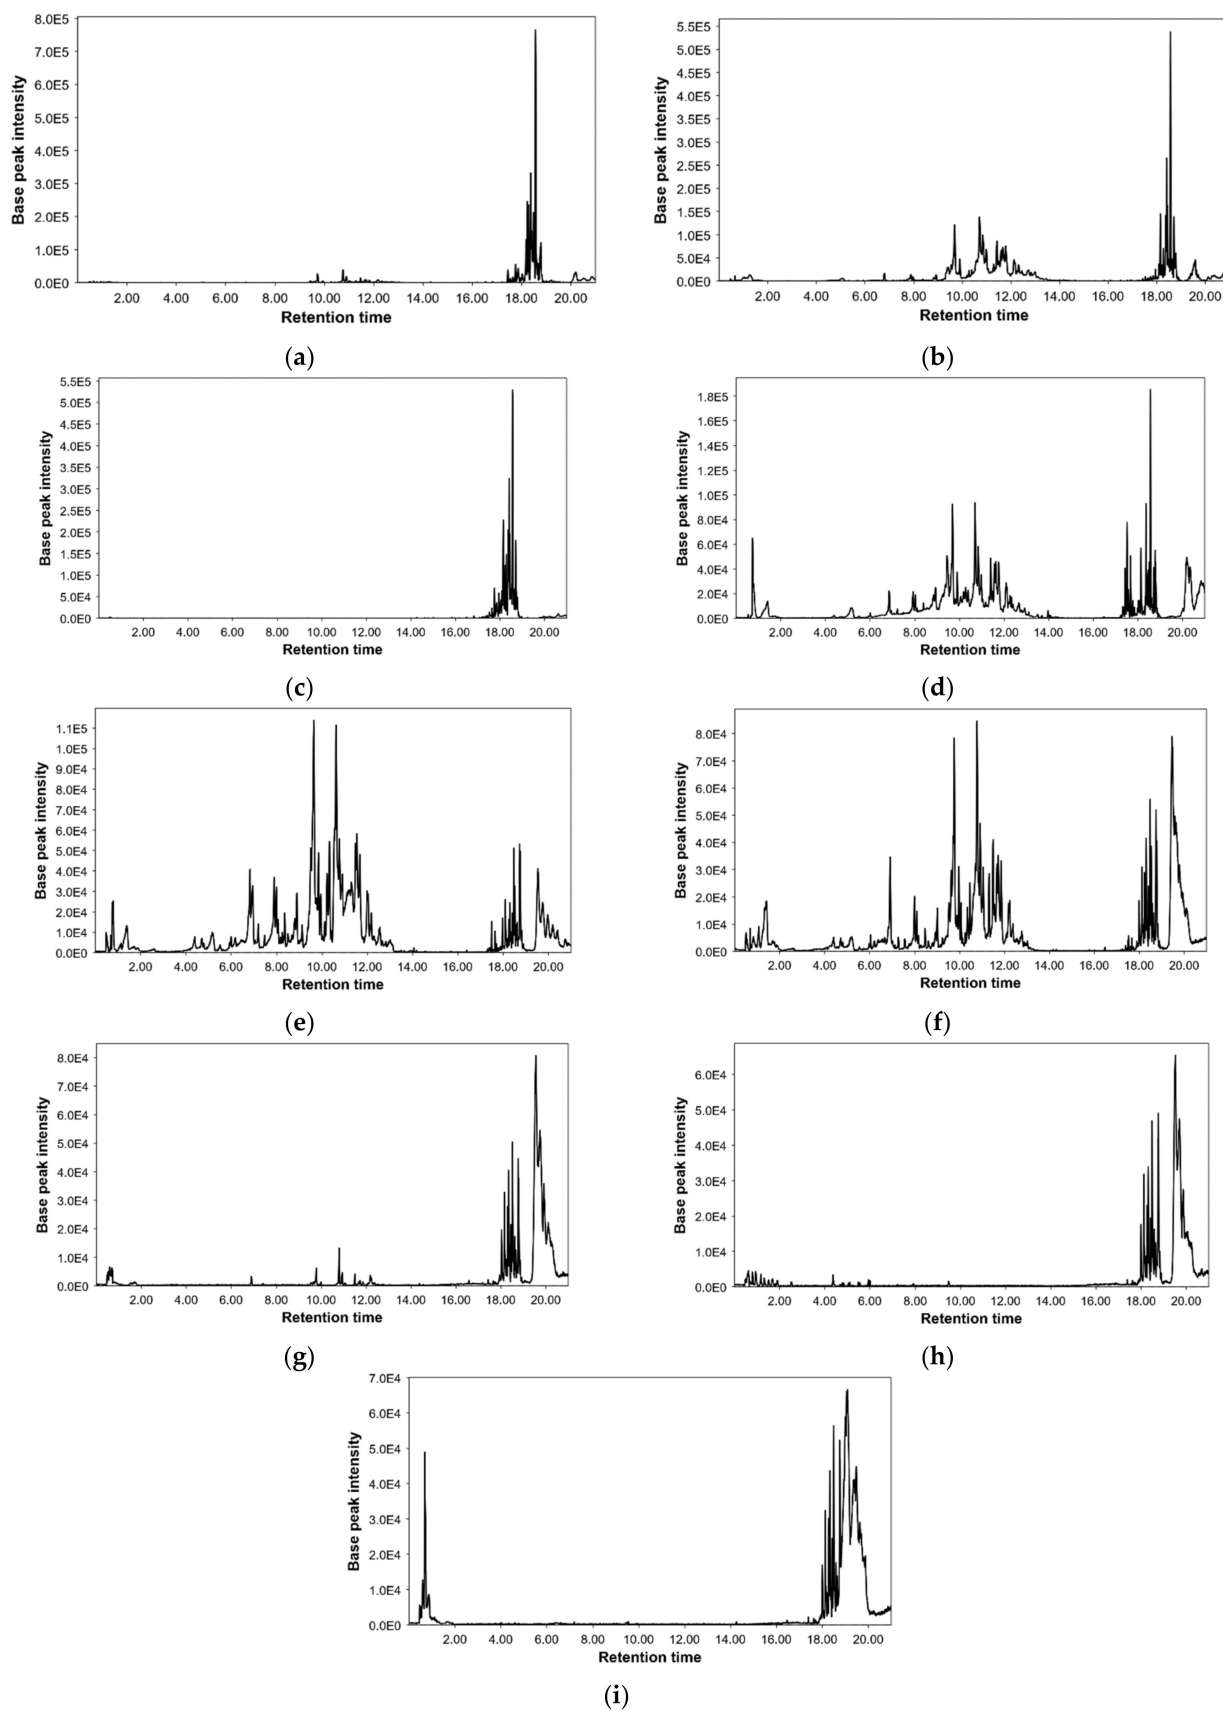 8.0E5
7.0E5
6.0E5
5.0E5
4.0E5
3.0E5
2.0E5
1.0E5
0.0E0
Base peak intensity
2.00 4.00 6.00 8.00 10.00 12.00 14.00 16.00 18.00 20.00
Retention time
(a)
5.5E5
5.0E5
4.5E5
4.0E5
3.5E5
3.0E5
2.5E5
2.0E5
1.5E5
1.0E5
5.0E4
0.0E0
Base peak intensity
2.00 4.00 6.00 8.00 10.00 12.00 14.00 16.00 18.00 20.00
Retention time
(b)
5.5E5
5.0E5
4.5E5
4.0E5
3.5E5
3.0E5
2.5E5
2.0E5
1.5E5
1.0E5
5.0E4
0.0E0
Base peak intensity
2.00 4.00 6.00 8.00 10.00 12.00 14.00 16.00 18.00 20.00
Retention time
(c)
1.8E5
1.6E5
1.4E5
1.2E5
1.0E5
8.0E4
6.0E4
4.0E4
2.0E4
0.0E0
Base peak intensity
2.00 4.00 6.00 8.00 10.00 12.00 14.00 16.00 18.00 20.00
Retention time
(d)
1.1E5
1.0E5
9.0E4
8.0E4
7.0E4
6.0E4
5.0E4
4.0E4
3.0E4
2.0E4
1.0E4
0.0E0
Base peak intensity
2.00 4.00 6.00 8.00 10.00 12.00 14.00 16.00 18.00 20.00
Retention time
(e)
8.0E4
7.0E4
6.0E4
5.0E4
4.0E4
3.0E4
2.0E4
1.0E4
0.0E0
Base peak intensity
2.00 4.00 6.00 8.00 10.00 12.00 14.00 16.00 18.00 20.00
Retention time
(f)
8.0E4
7.0E4
6.0E4
5.0E4
4.0E4
3.0E4
2.0E4
1.0E4
0.0E0
Base peak intensity
2.00 4.00 6.00 8.00 10.00 12.00 14.00 16.00 18.00 20.00
Retention time
(g)
6.0E4
5.0E4
4.0E4
3.0E4
2.0E4
1.0E4
0.0E0
Base peak intensity
2.00 4.00 6.00 8.00 10.00 12.00 14.00 16.00 18.00 20.00
Retention time
(h)
7.0E4
6.0E4
5.0E4
4.0E4
3.0E4
2.0E4
1.0E4
0.0E0
Base peak intensity
2.00 4.00 6.00 8.00 10.00 12.00 14.00 16.00 18.00 20.00
Retention time
(i)